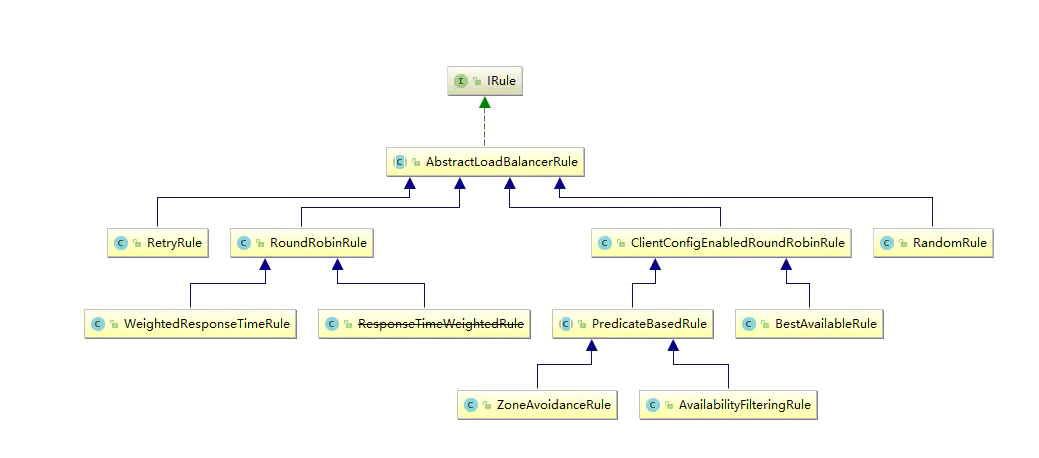 IRule
AbstractLoadBalancerRule
RetryRule
RoundRobinRule
ClientConfigEnabledRoundRobinRule
RandomRule
WeightedResponseTimeRule
ResponseTimeWeightedRule
PredicateBasedRule
BestAvailableRule
ZoneAvoidanceRule
AvailabilityFilteringRule